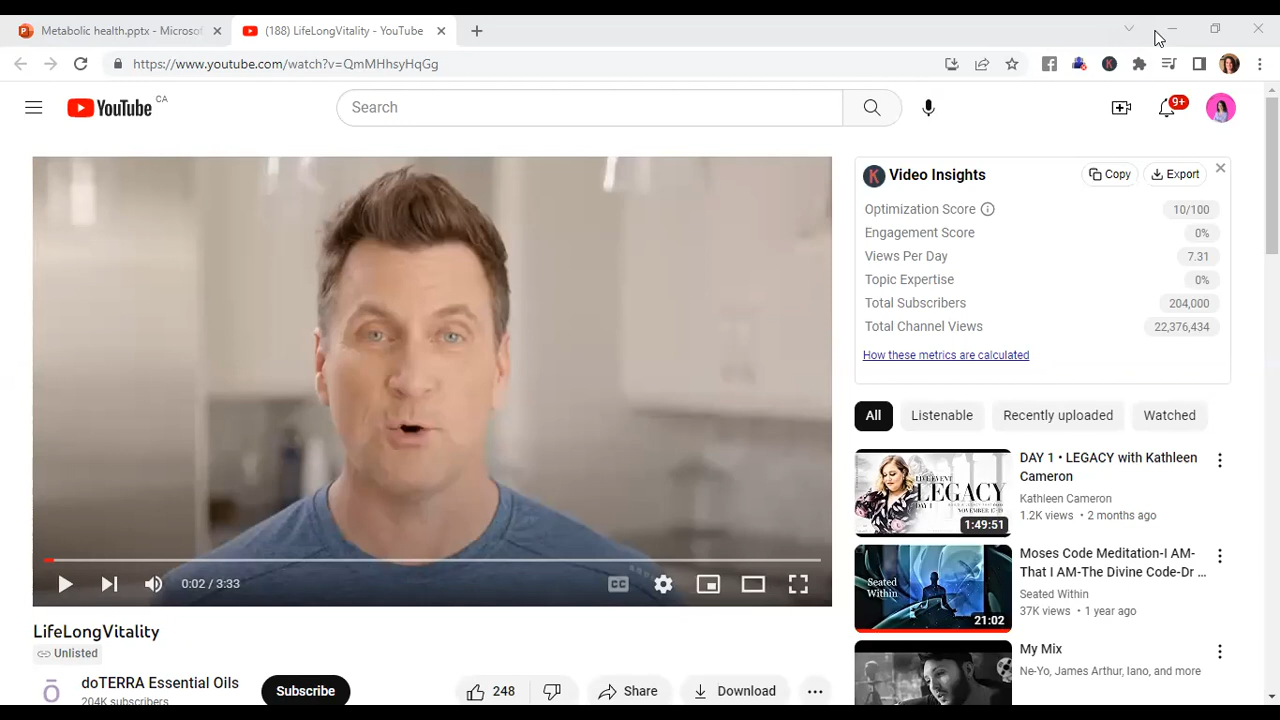 Metabolic health.pptx - Microsof
(188) LifeLongVitality - YouTube
https://www.youtube.com/watch?v=QmMHhsyHqGg
YouTube CA
Search
9+
K Video Insights
Copy
Export
Optimization Score 10/100
Engagement Score 0%
Views Per Day 7.31
Topic Expertise 0%
Total Subscribers 204,000
Total Channel Views 22,376,434
How these metrics are calculated
All
Listenable
Recently uploaded
Watched
LIVE EVENT
LEGACY
DAY 1
1:49:51
DAY 1 • LEGACY with Kathleen
Cameron
Kathleen Cameron
1.2K views • 2 months ago
Seated
Within
21:02
Moses Code Meditation-I AM-
That I AM-The Divine Code-Dr ...
Seated Within
37K views • 1 year ago
My Mix
Ne-Yo, James Arthur, Iano, and more
0:02 / 3:33
CC
LifeLongVitality
Unlisted
doTERRA Essential Oils
204K subscribers
Subscribe
248
Share
Download